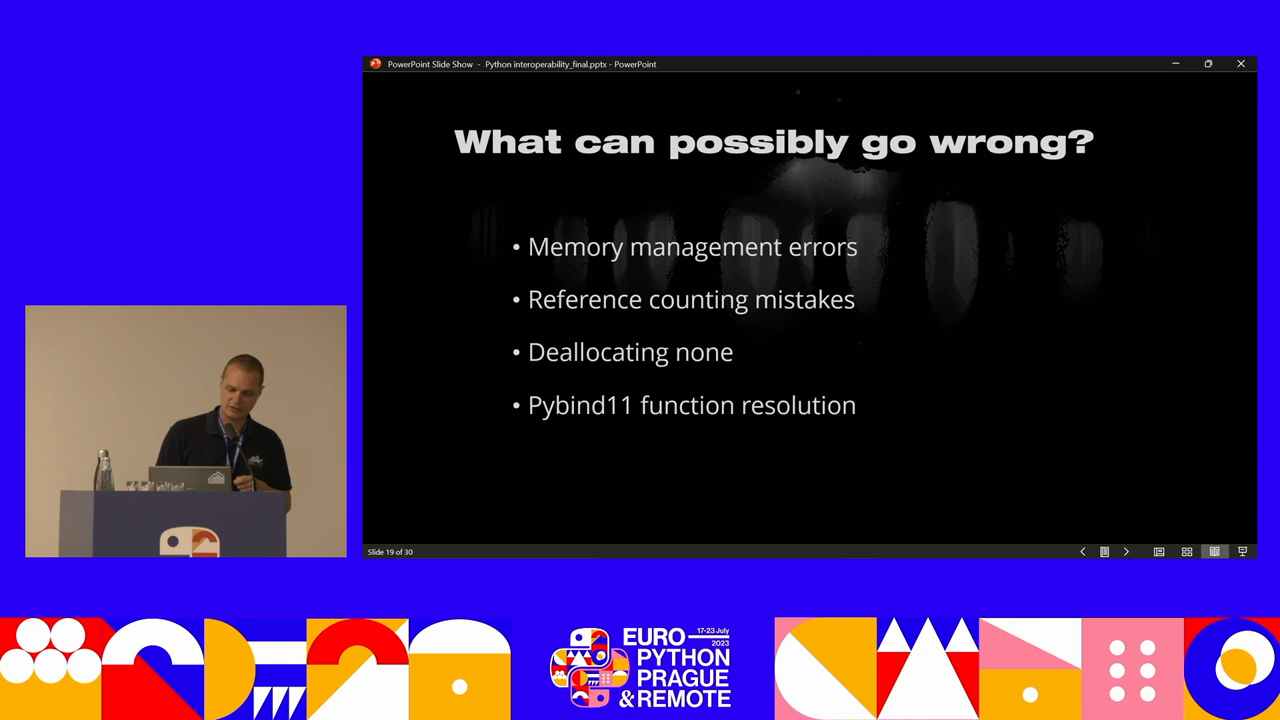 PowerPoint Slide Show - Python interoperability_final.pptx - PowerPoint
What can possibly go wrong?
• Memory management errors
• Reference counting mistakes
• Deallocating none
• Pybind11 function resolution
Slide 19 of 30
EURO
17-23 July
2023
PYTHON
PRAGUE
& REMOTE